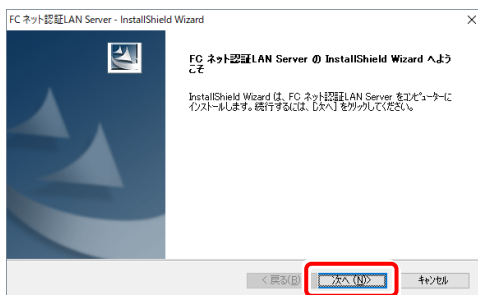 FC ネット認証LAN Server - InstallShield Wizard
FC ネット認証LAN Server の InstallShield Wizard へよう
こそ
InstallShield Wizard は、FC ネット認証LAN Server をコンピューターに
インストールします。続行するには、[次へ] をクリックしてください。
< 戻る(B)
次へ (N)>
キャンセル